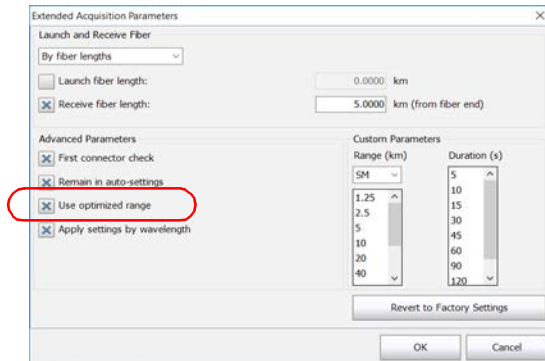 Extended Acquisition Parameters
Launch and Receive Fiber
By fiber lengths
Launch fiber length: 0.0000 km
Receive fiber length: 5.0000 km (from fiber end)
Advanced Parameters
First connector check
Remain in auto-settings
Use optimized range
Apply settings by wavelength
Custom Parameters
Range (km) Duration (s)
SM
1.25
2.5
5
10
20
40
5
10
15
30
45
60
90
120
Revert to Factory Settings
OK Cancel